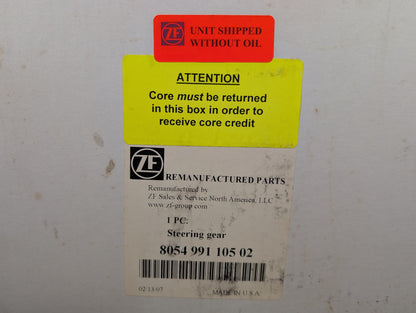 ZF UNIT SHIPPED
WITHOUT OIL
ATTENTION
Core must be returned
in this box in order to
receive core credit
ZF REMANUFACTURED PARTS
Remanufactured by
ZF Sales & Service North America, LLC
www.zf-group.com
1 PC.
Steering gear
8054 991 105 02
02/13/07 MADE IN U.S.A.